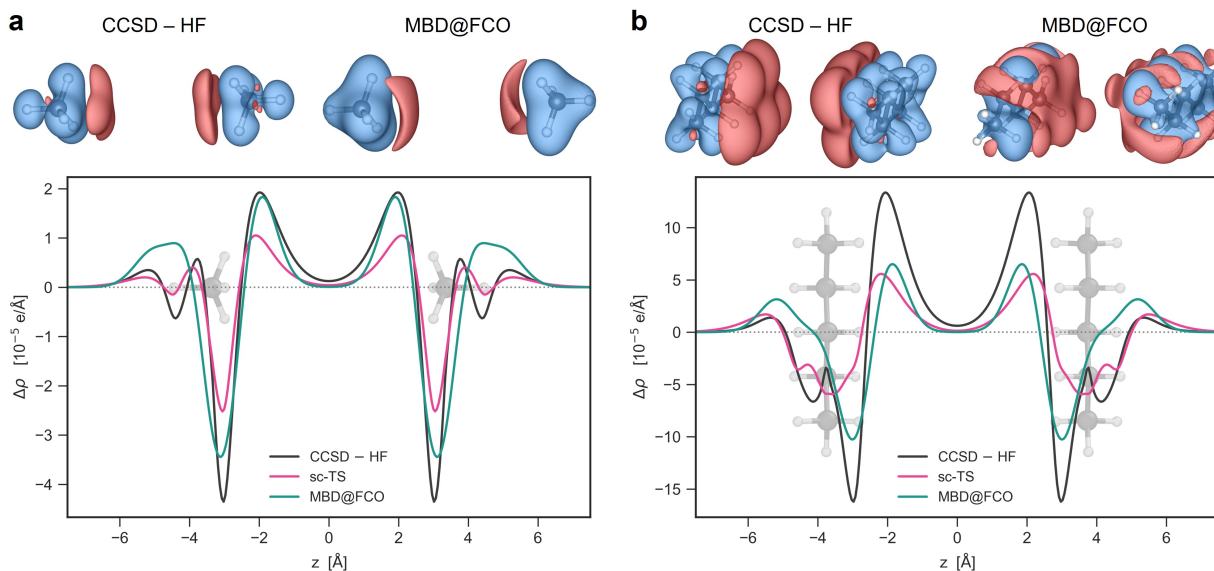 a
CCSD – HF
MBD@FCO
2
1
0
−1
−2
−3
−4
Δρ [10⁻⁵ e/Å]
CCSD – HF
sc-TS
MBD@FCO
−6 −4 −2 0 2 4 6
z [Å]
b
CCSD – HF
MBD@FCO
10
5
0
−5
−10
−15
Δρ [10⁻⁵ e/Å]
CCSD – HF
sc-TS
MBD@FCO
−6 −4 −2 0 2 4 6
z [Å]